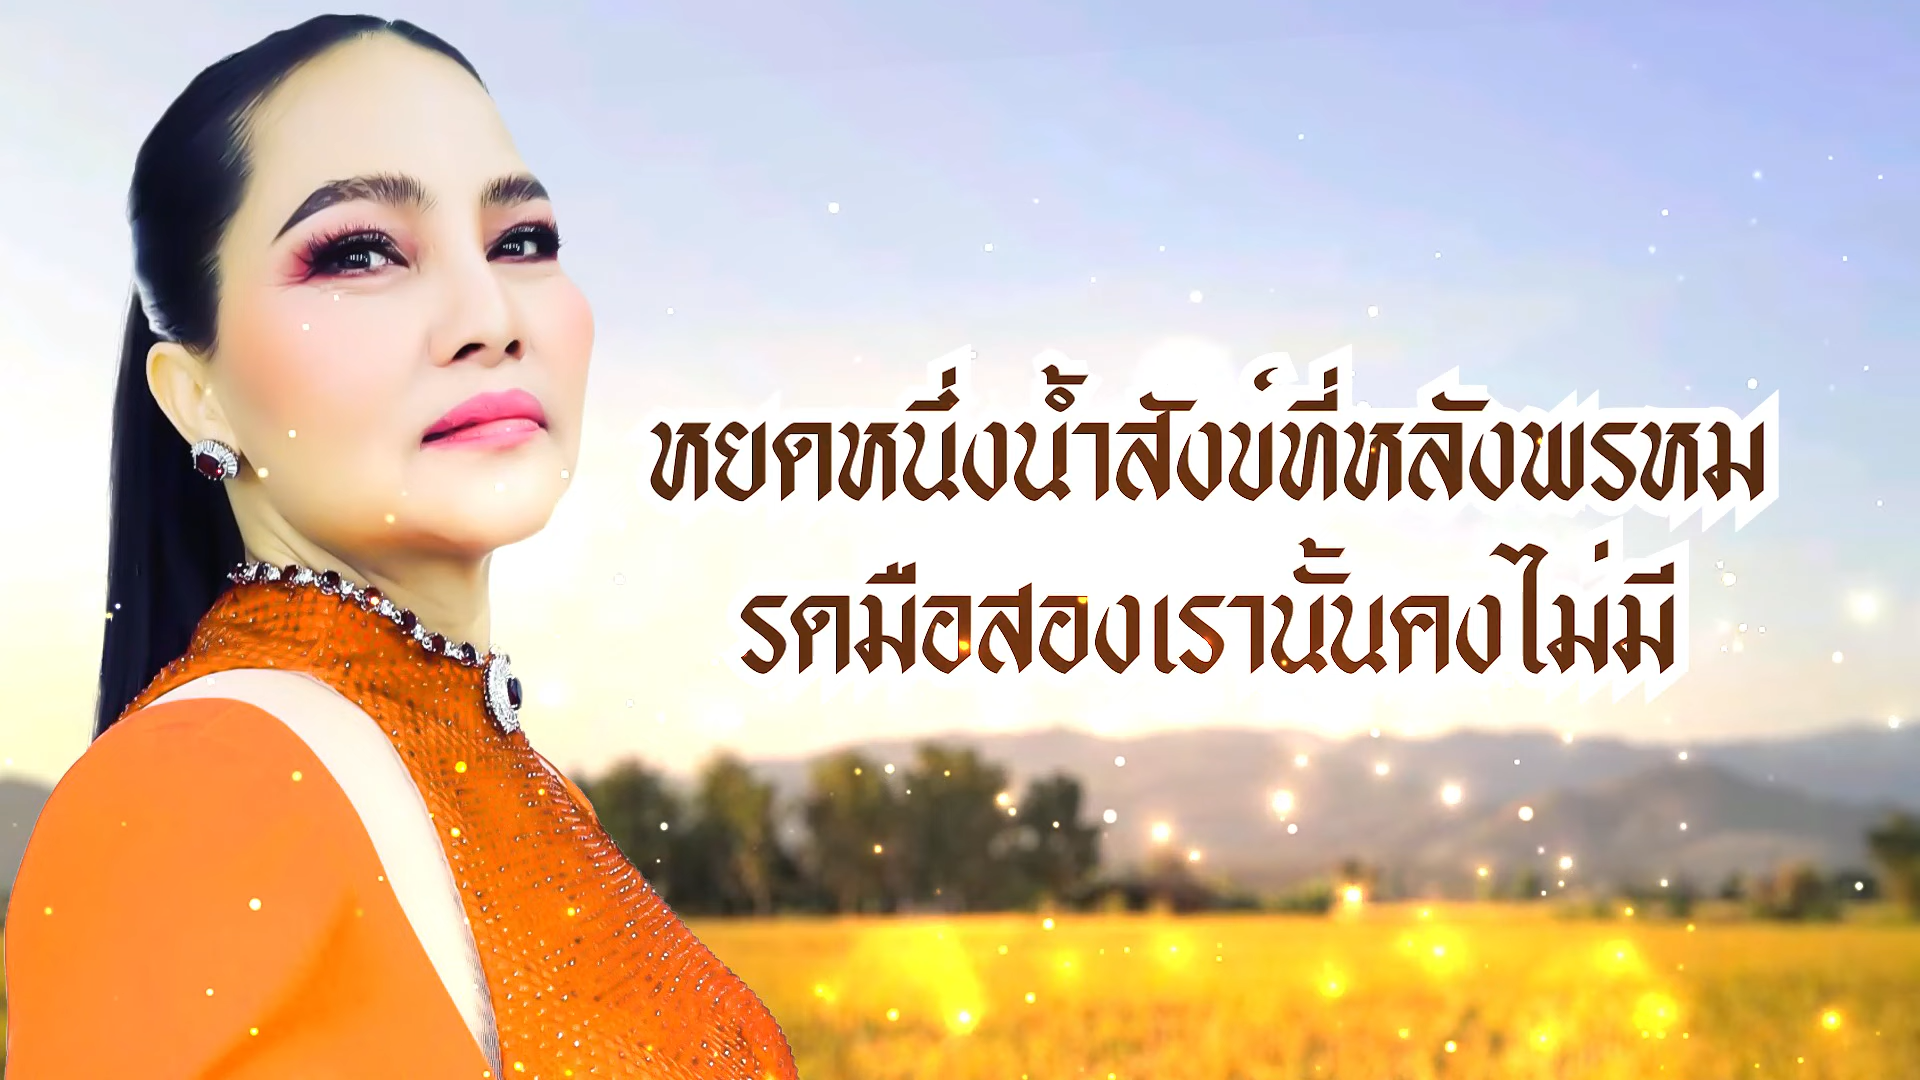 หยดหนึ่งน้ำสังข์ที่หลังพรหม
รดมือสองเรานั้นคงไม่มี